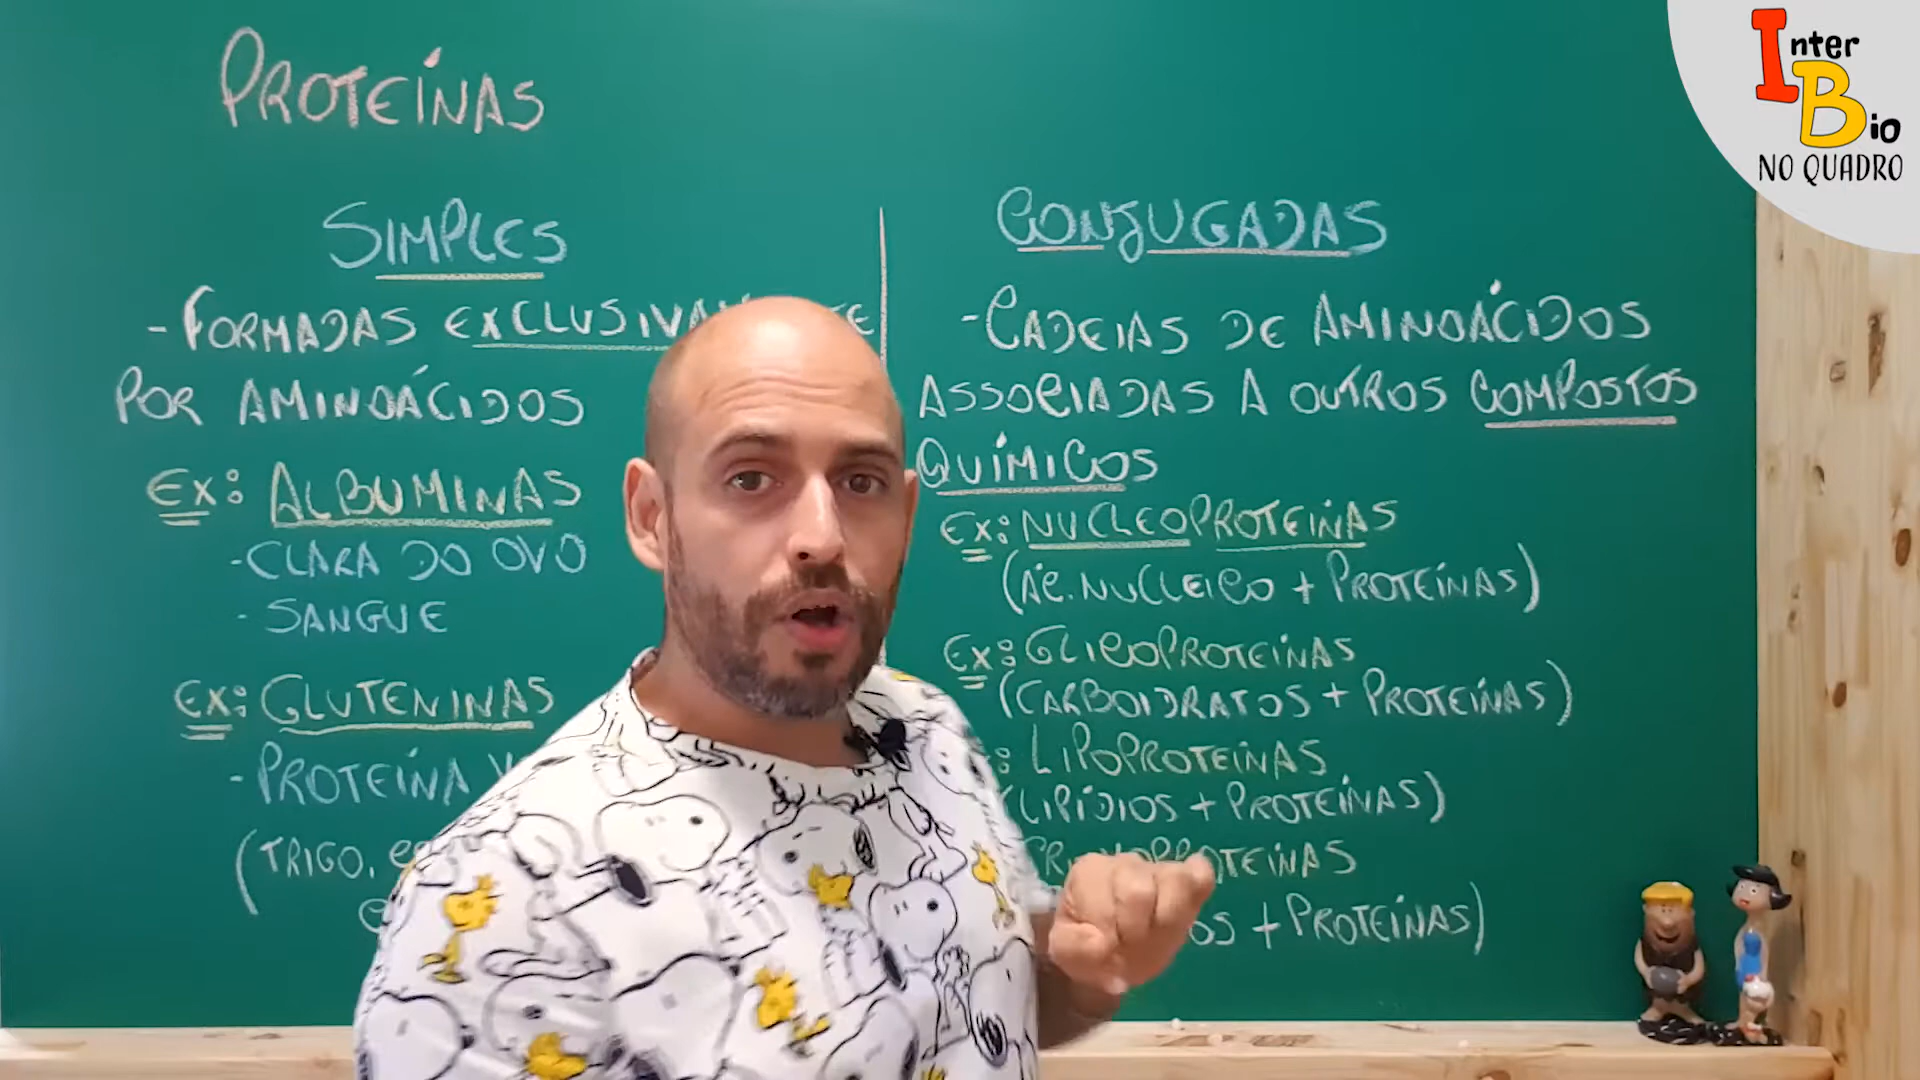 PROTEÍNAS
SIMPLES
- FORMADAS
POR AMINOÁCIDOS
EX: ALBUMINAS
- CLARA DO OVO
- SANGUE
EX: GLUTENINAS
- PROTEÍNA
(TRIGO,
CONJUGADAS
- CADEIAS DE AMINOÁCIDOS
ASSOCIADAS A OUTROS COMPOSTOS
QUÍMICOS
EX: NUCLEOPROTEÍNAS
(ÁC. NUCLEICO + PROTEÍNAS)
EX: GLICOPROTEÍNAS
(CARBOIDRATOS + PROTEÍNAS)
: LIPOPROTEÍNAS
(LIPÍDIOS + PROTEÍNAS)
+ PROTEÍNAS)
Inter
Bio
NO QUADRO